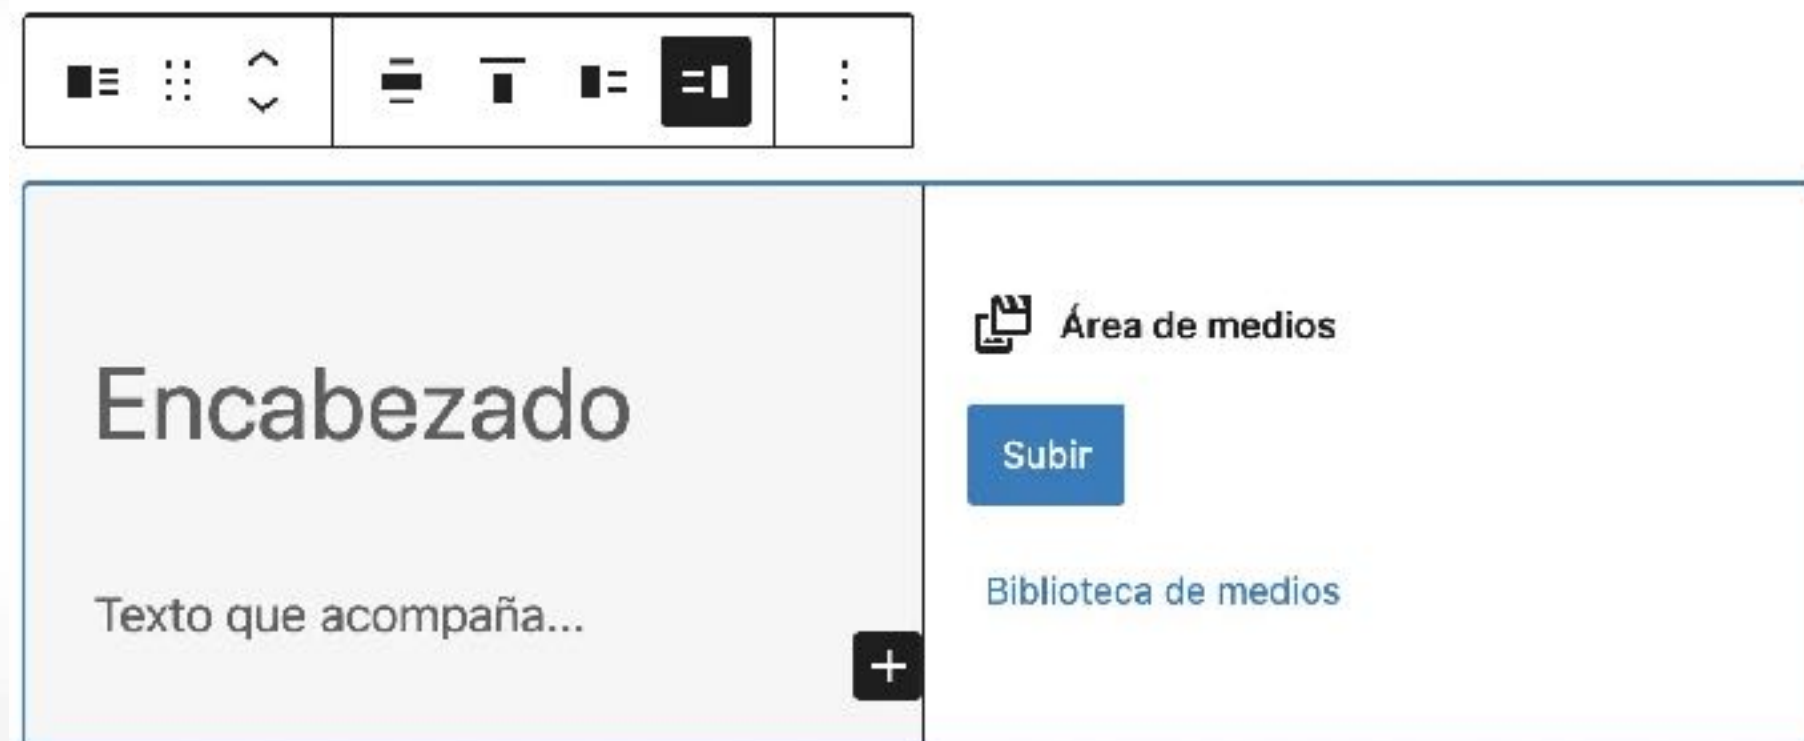 Encabezado
Texto que acompaña...
Área de medios
Subir
Biblioteca de medios